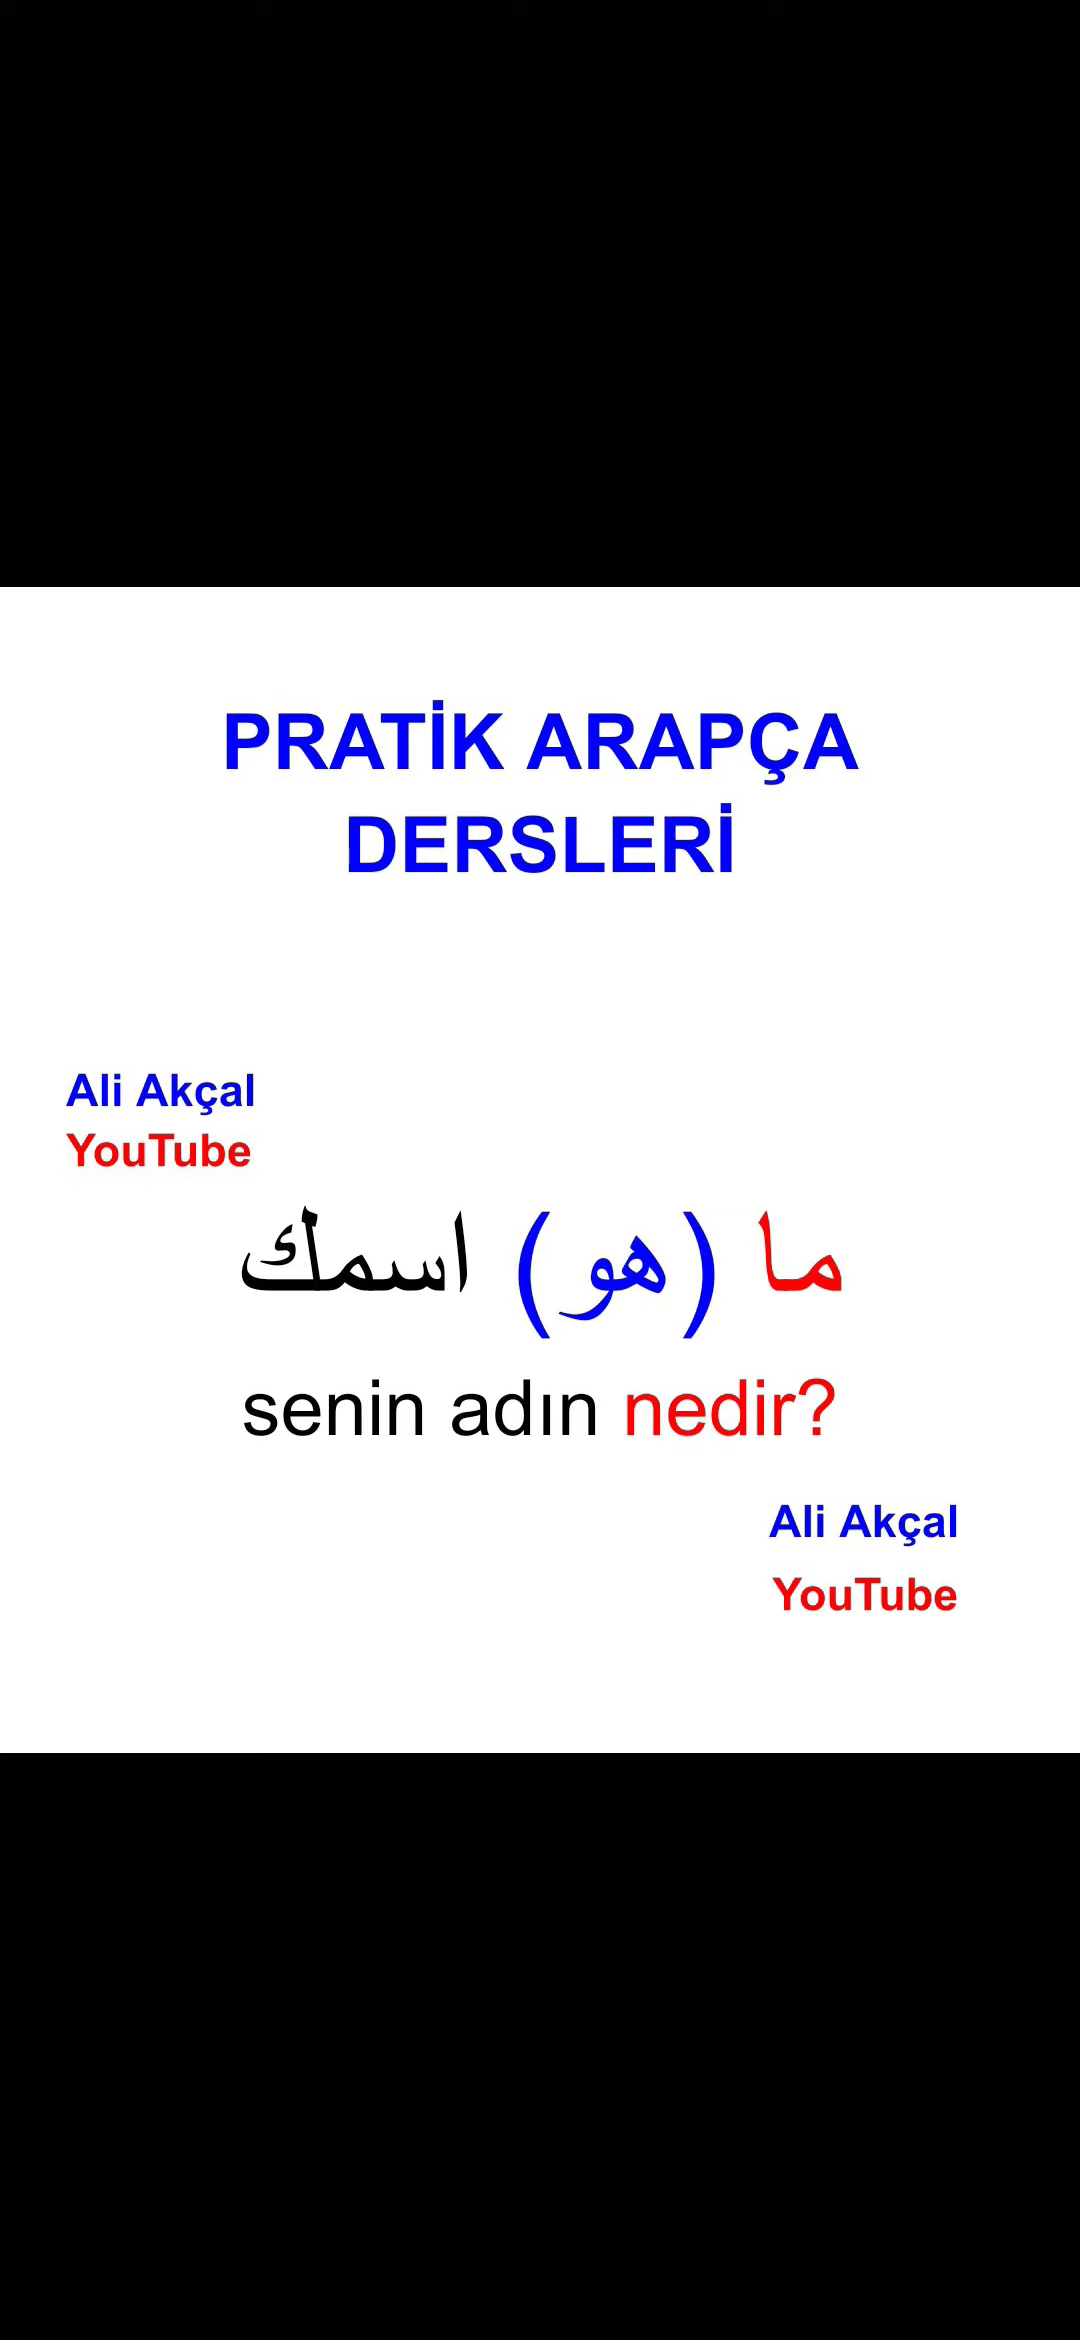 PRATİK ARAPÇA
DERSLERİ
Ali Akçal
YouTube
ما (هو) اسمك
senin adın nedir?
Ali Akçal
YouTube